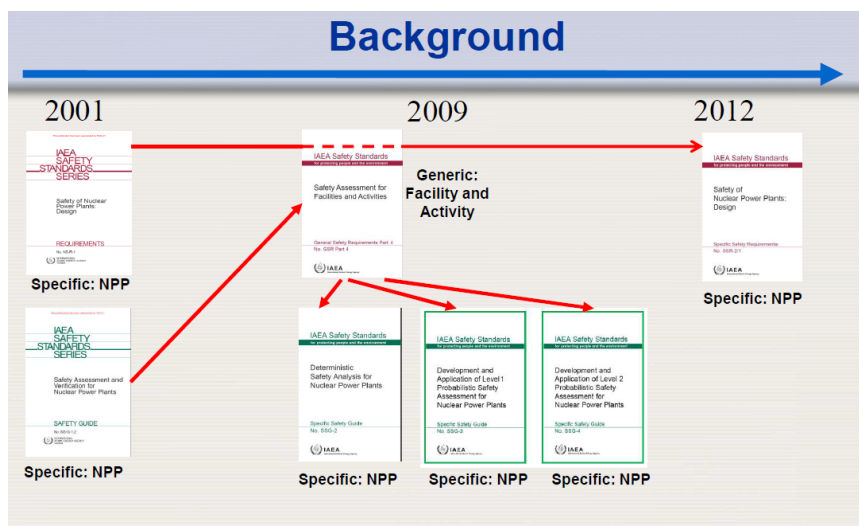 Background
2001
2009
2012
IAEA
SAFETY
STANDARDS
SERIES
Safety of Nuclear
Power Plants:
Design
REQUIREMENTS
No. NS-R-1
Specific: NPP
IAEA Safety Standards
for protecting people and the environment
Safety Assessment for
Facilities and Activities
General Safety Requirements Part 4
No. GSR Part 4
IAEA
Generic:
Facility and
Activity
IAEA Safety Standards
for protecting people and the environment
Safety of
Nuclear Power Plants:
Design
Specific Safety Requirements
No. SSR-2/1
IAEA
Specific: NPP
IAEA
SAFETY
STANDARDS
SERIES
Safety Assessment and
Verification for
Nuclear Power Plants
SAFETY GUIDE
No. NS-G-1.2
Specific: NPP
IAEA Safety Standards
for protecting people and the environment
Deterministic
Safety Analysis for
Nuclear Power Plants
Specific Safety Guide
No. SSG-2
IAEA
Specific: NPP
IAEA Safety Standards
for protecting people and the environment
Development and
Application of Level 1
Probabilistic Safety
Assessment for
Nuclear Power Plants
Specific Safety Guide
No. SSG-3
IAEA
Specific: NPP
IAEA Safety Standards
for protecting people and the environment
Development and
Application of Level 2
Probabilistic Safety
Assessment for
Nuclear Power Plants
Specific Safety Guide
No. SSG-4
IAEA
Specific: NPP